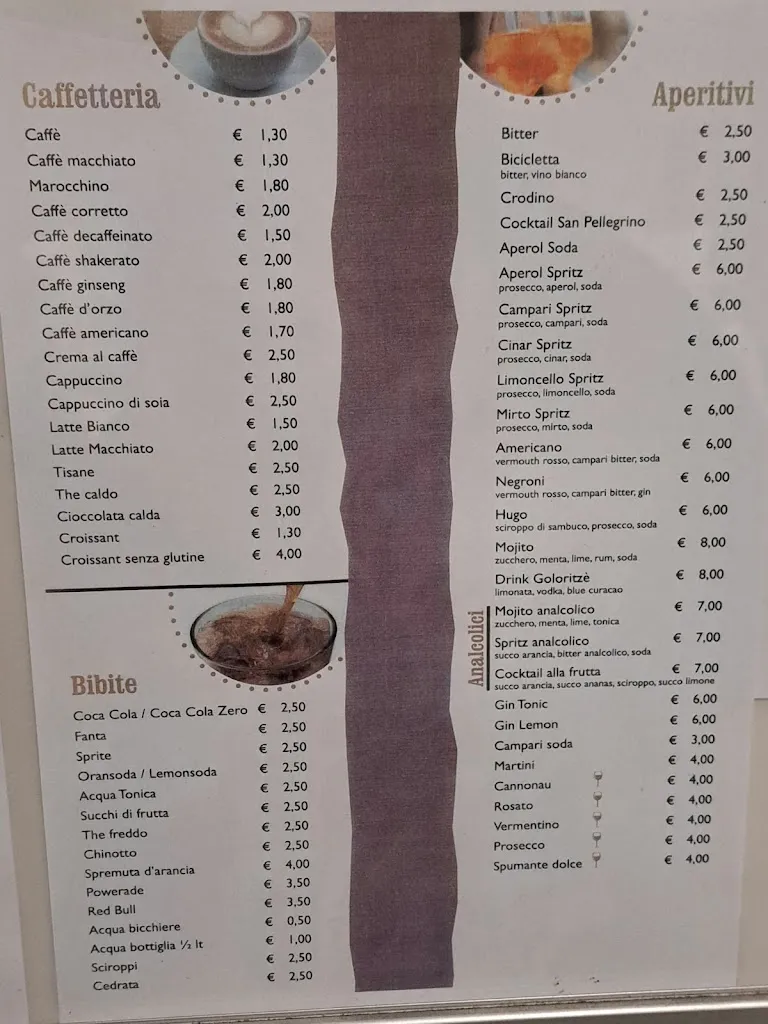 Caffetteria
Caffè € 1,30
Caffè macchiato € 1,30
Marocchino € 1,80
Caffè corretto € 2,00
Caffè decaffeinato € 1,50
Caffè shakerato € 2,00
Caffè ginseng € 1,80
Caffè d'orzo € 1,80
Caffè americano € 1,70
Crema al caffè € 2,50
Cappuccino € 1,80
Cappuccino di soia € 2,50
Latte Bianco € 1,50
Latte Macchiato € 2,00
Tisane € 2,50
The caldo € 2,50
Cioccolata calda € 3,00
Croissant € 1,30
Croissant senza glutine € 4,00
Bibite
Coca Cola / Coca Cola Zero € 2,50
Fanta € 2,50
Sprite € 2,50
Oransoda / Lemonsoda € 2,50
Acqua Tonica € 2,50
Succhi di frutta € 2,50
The freddo € 2,50
Chinotto € 2,50
Spremuta d'arancia € 4,00
Powerade € 3,50
Red Bull € 3,50
Acqua bicchiere € 0,50
Acqua bottiglia ½ lt € 1,00
Sciroppi € 2,50
Cedrata € 2,50
Aperitivi
Bitter € 2,50
Bicicletta € 3,00
bitter, vino bianco
Crodino € 2,50
Cocktail San Pellegrino € 2,50
Aperol Soda € 2,50
Aperol Spritz € 6,00
prosecco, aperol, soda
Campari Spritz € 6,00
prosecco, campari, soda
Cinar Spritz € 6,00
prosecco, cinar, soda
Limoncello Spritz € 6,00
prosecco, limoncello, soda
Mirto Spritz € 6,00
prosecco, mirto, soda
Americano € 6,00
vermouth rosso, campari bitter, soda
Negroni € 6,00
vermouth rosso, campari bitter, gin
Hugo € 6,00
sciroppo di sambuco, prosecco, soda
Mojito € 8,00
zucchero, menta, lime, rum, soda
Drink Goloritzè € 8,00
limonata, vodka, blue curacao
Analcolici
Mojito analcolico € 7,00
zucchero, menta, lime, tonica
Spritz analcolico € 7,00
succo arancia, bitter analcolico, soda
Cocktail alla frutta € 7,00
succo arancia, succo ananas, sciroppo, succo limone
Gin Tonic € 6,00
Gin Lemon € 6,00
Campari soda € 3,00
Martini € 4,00
Cannonau € 4,00
Rosato € 4,00
Vermentino € 4,00
Prosecco € 4,00
Spumante dolce € 4,00